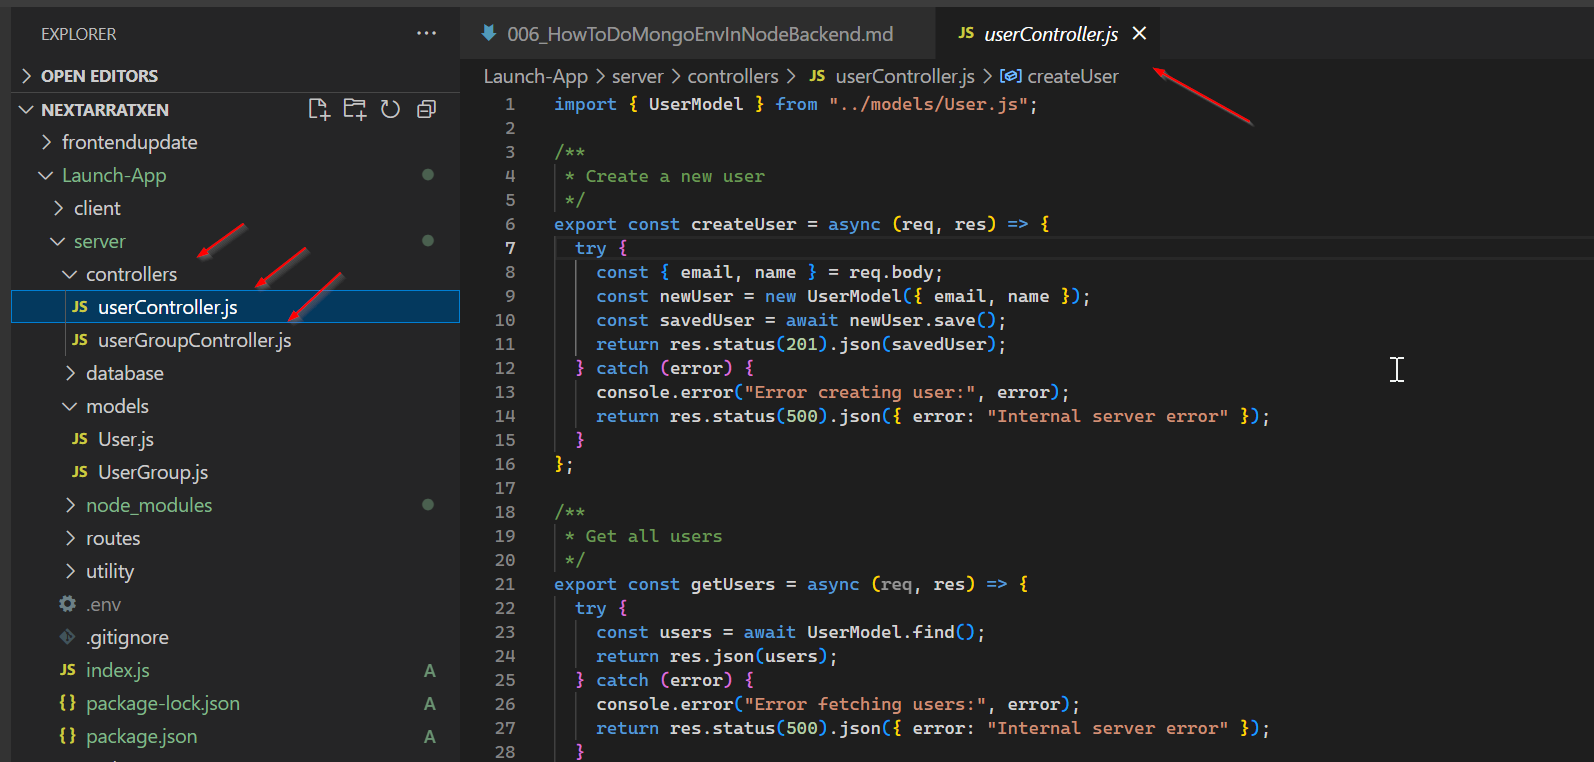 EXPLORER ...
OPEN EDITORS
NEXTARRATXEN
frontendupdate
Launch-App
client
server
controllers
JS userController.js
JS userGroupController.js
database
models
JS User.js
JS UserGroup.js
node_modules
routes
utility
.env
.gitignore
JS index.js A
{} package-lock.json A
{} package.json A
006_HowToDoMongoEnvInNodeBackend.md
JS userController.js
Launch-App > server > controllers > JS userController.js > createUser
1 import { UserModel } from "../models/User.js";
2
3 /**
4  * Create a new user
5  */
6 export const createUser = async (req, res) => {
7   try {
8     const { email, name } = req.body;
9     const newUser = new UserModel({ email, name });
10     const savedUser = await newUser.save();
11     return res.status(201).json(savedUser);
12   } catch (error) {
13     console.error("Error creating user:", error);
14     return res.status(500).json({ error: "Internal server error" });
15   }
16 };
17
18 /**
19  * Get all users
20  */
21 export const getUsers = async (req, res) => {
22   try {
23     const users = await UserModel.find();
24     return res.json(users);
25   } catch (error) {
26     console.error("Error fetching users:", error);
27     return res.status(500).json({ error: "Internal server error" });
28   }